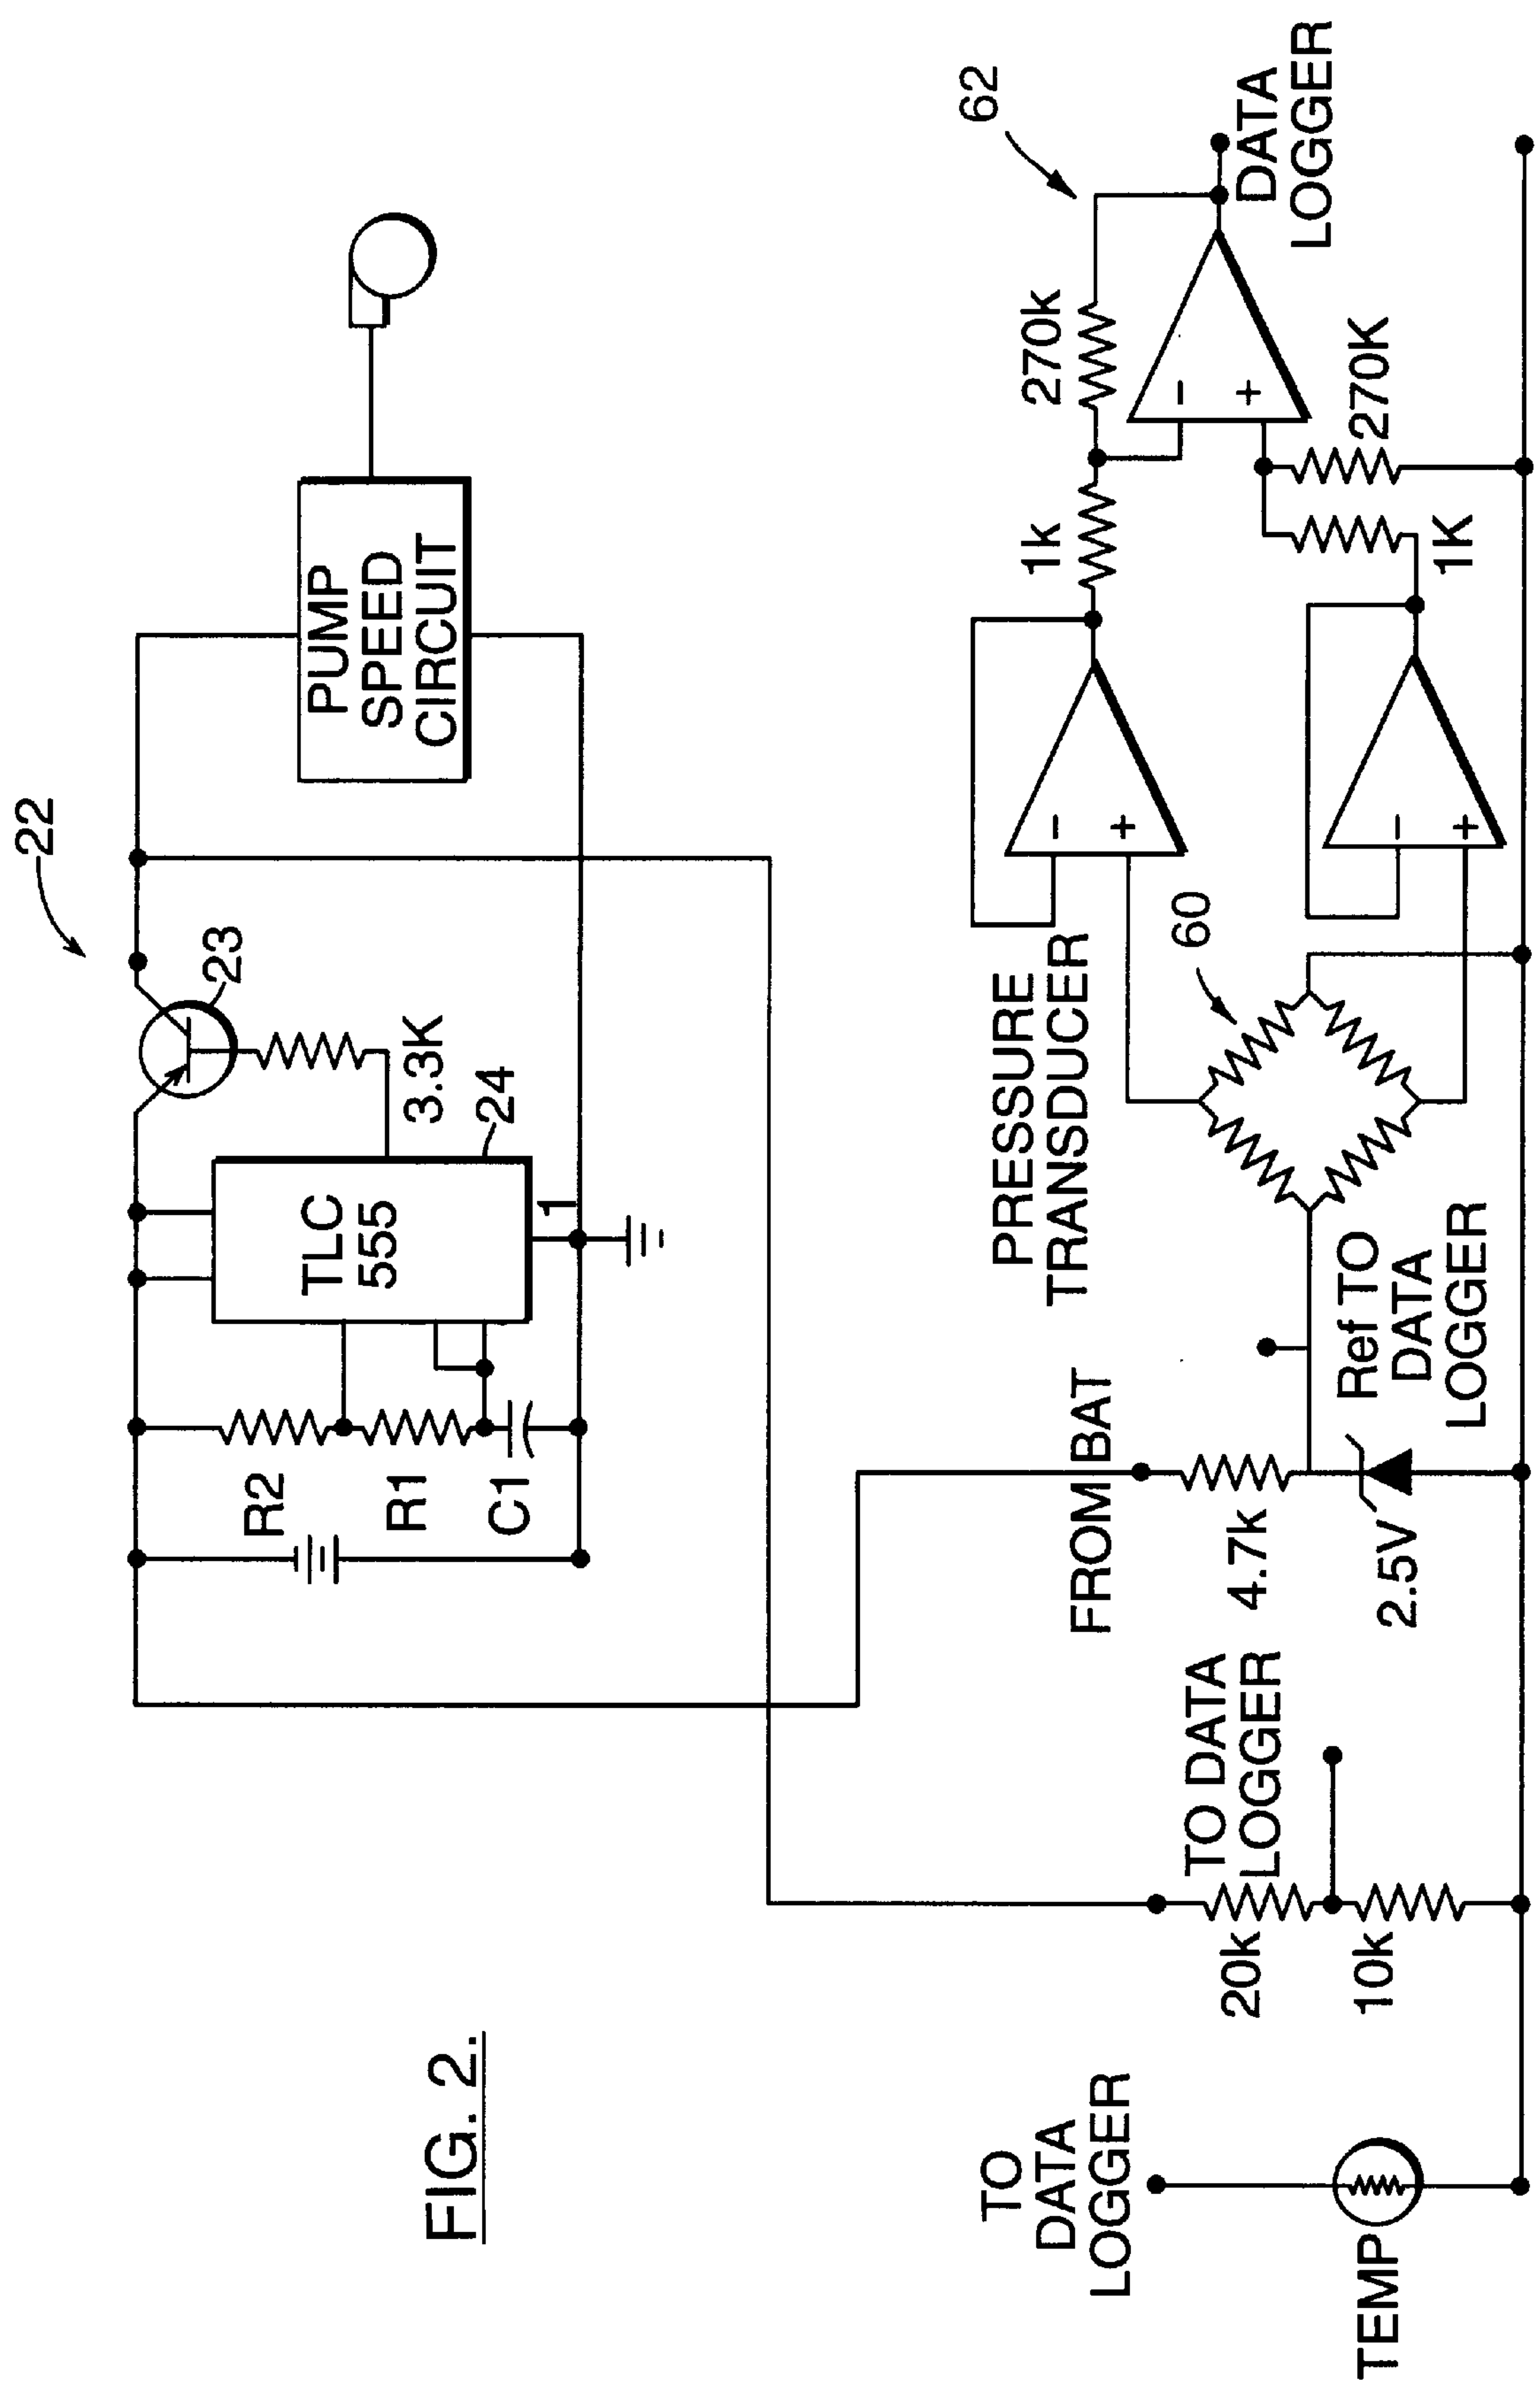 FIG. 2.
22
23
3.3K
24
TLC
555
1
R2
R1
C1
PUMP
SPEED
CIRCUIT
TO
DATA
LOGGER
TEMP
TO DATA
LOGGER
20k
10k
FROM BAT
4.7k
2.5V
Ref TO
DATA
LOGGER
PRESSURE
TRANSDUCER
60
-
+
-
+
1k
1K
270k
270K
-
+
62
DATA
LOGGER